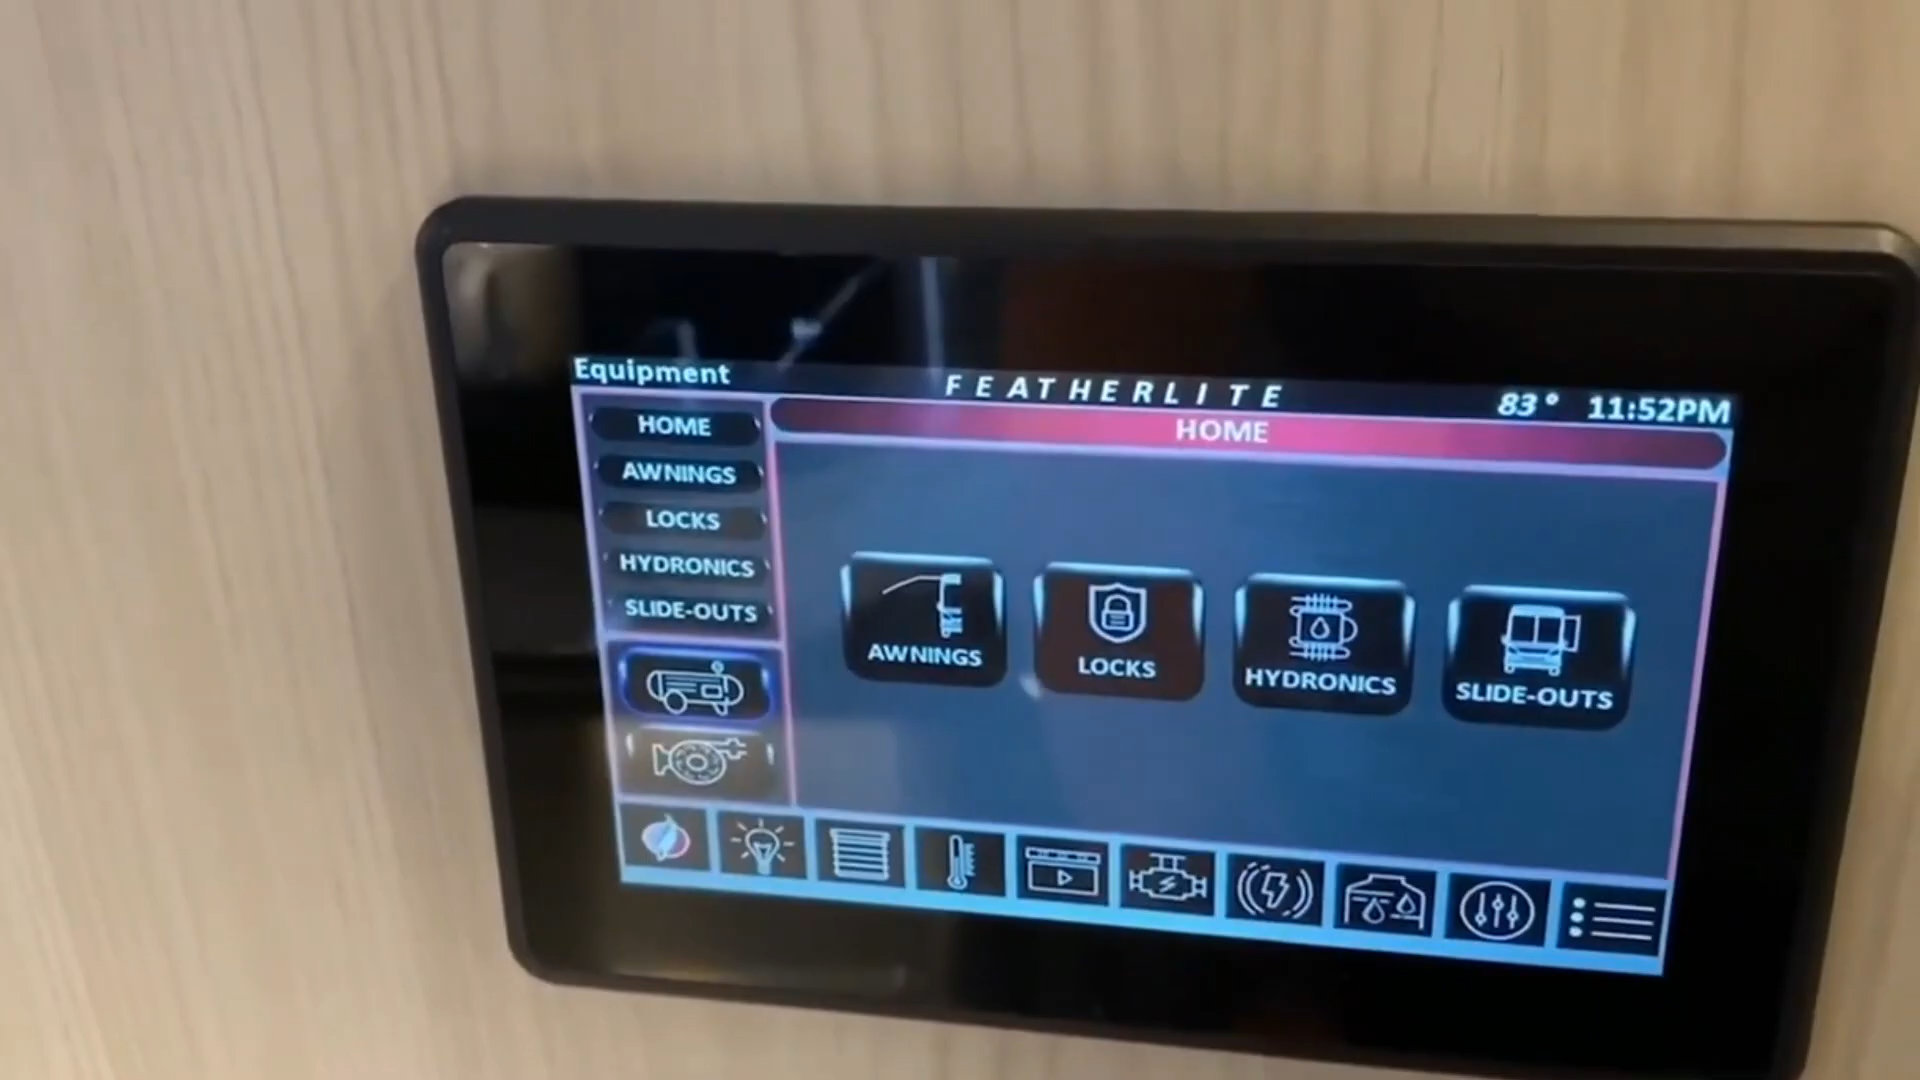 Equipment
FEATHERLITE
83° 11:52PM
HOME
HOME
AWNINGS
LOCKS
HYDRONICS
SLIDE-OUTS
AWNINGS
LOCKS
HYDRONICS
SLIDE-OUTS